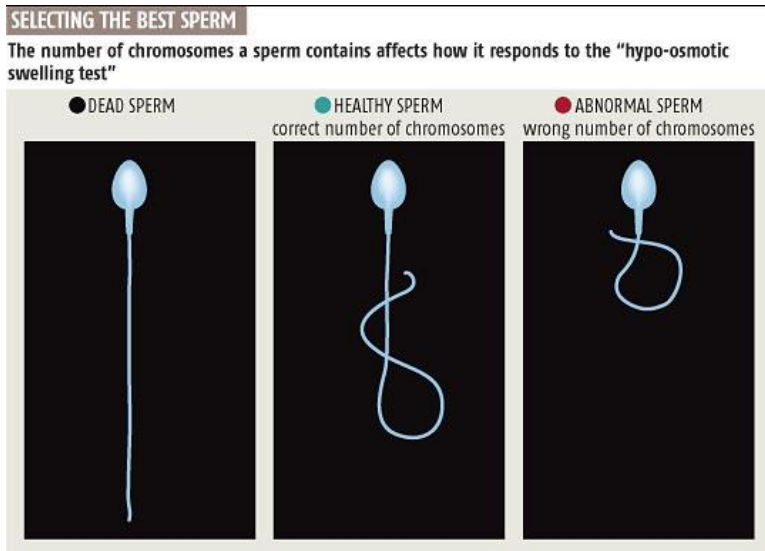 SELECTING THE BEST SPERM
The number of chromosomes a sperm contains affects how it responds to the “hypo-osmotic
swelling test”
DEAD SPERM
HEALTHY SPERM
correct number of chromosomes
ABNORMAL SPERM
wrong number of chromosomes